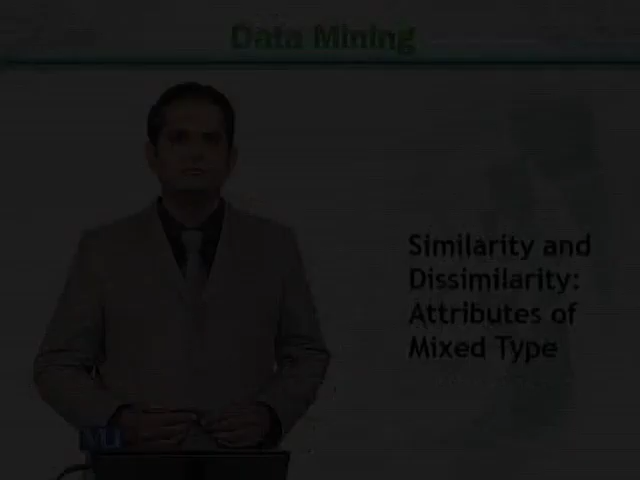 Data Mining
Similarity and
Dissimilarity:
Attributes of
Mixed Type